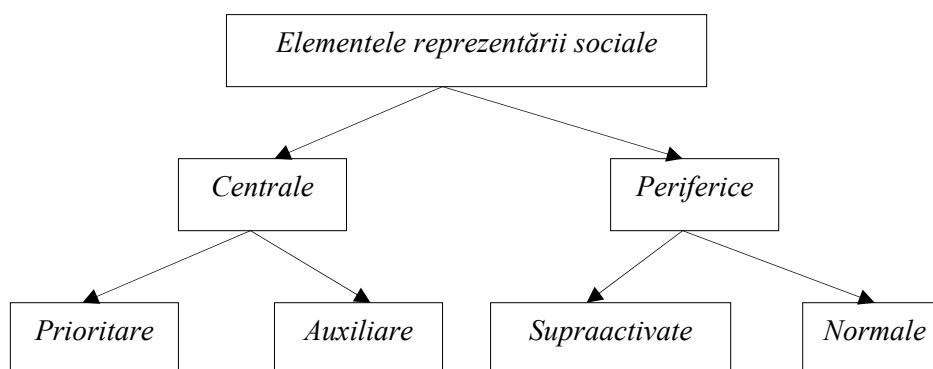 Elementele reprezentării sociale
Centrale
Periferice
Prioritare
Auxiliare
Supraactivate
Normale